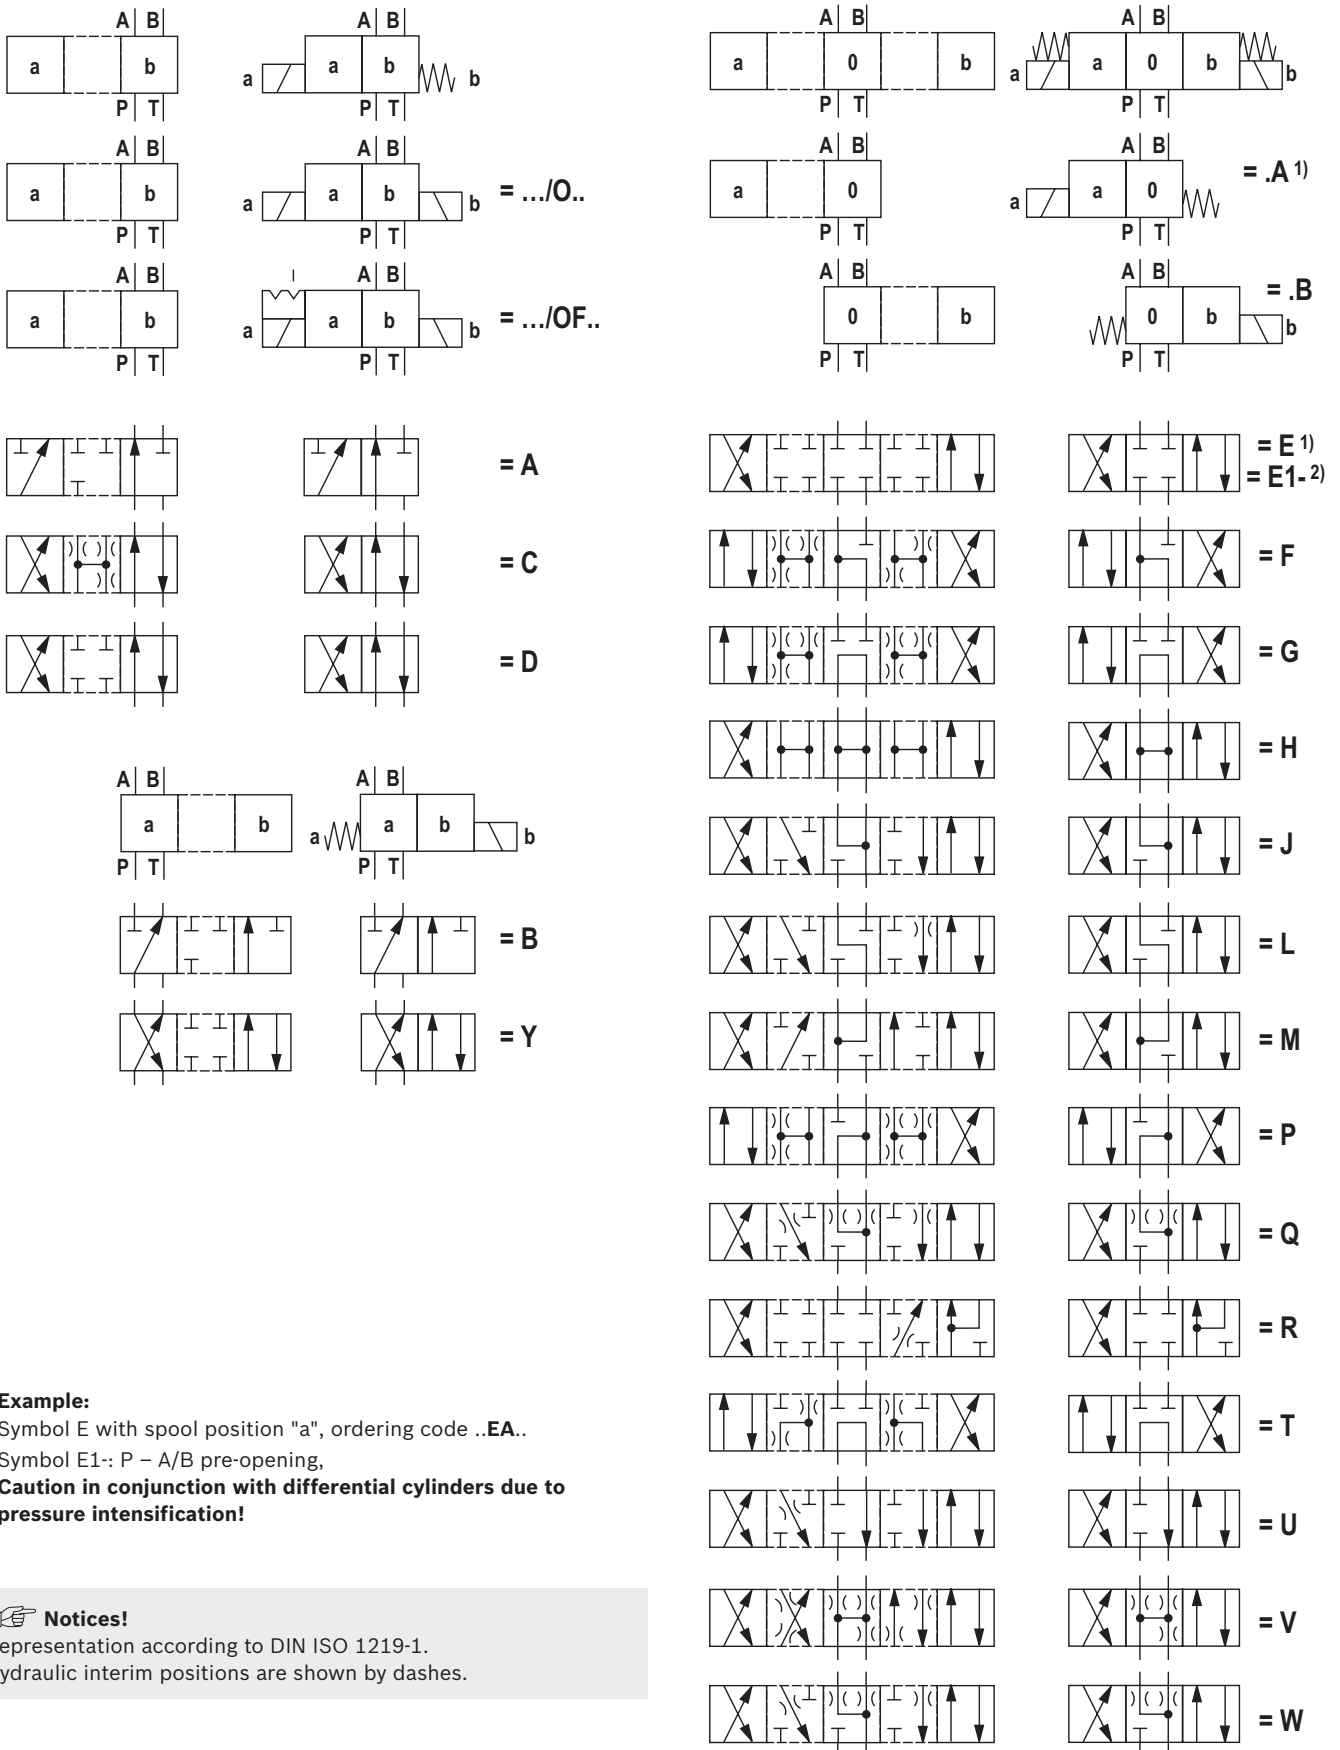 A B
a b
P T
A B
a a b b
P T
A B
a b
P T
A B
a a b b = .../O..
P T
A B
a b
P T
A B
a a b b = .../OF..
P T
= A
= C
= D
A B
a b
P T
A B
a a b b
P T
= B
= Y
Example:
Symbol E with spool position "a", ordering code ..EA..
Symbol E1-: P – A/B pre-opening,
Caution in conjunction with differential cylinders due to
pressure intensification!
Notices!
epresentation according to DIN ISO 1219-1.
ydraulic interim positions are shown by dashes.
A B
a 0 b
P T
A B
a a 0 b b
P T
A B
a 0
P T
A B
a a 0 = .A 1)
P T
A B
0 b
P T
A B
0 b b = .B
P T
= E 1)
= E1- 2)
= F
= G
= H
= J
= L
= M
= P
= Q
= R
= T
= U
= V
= W